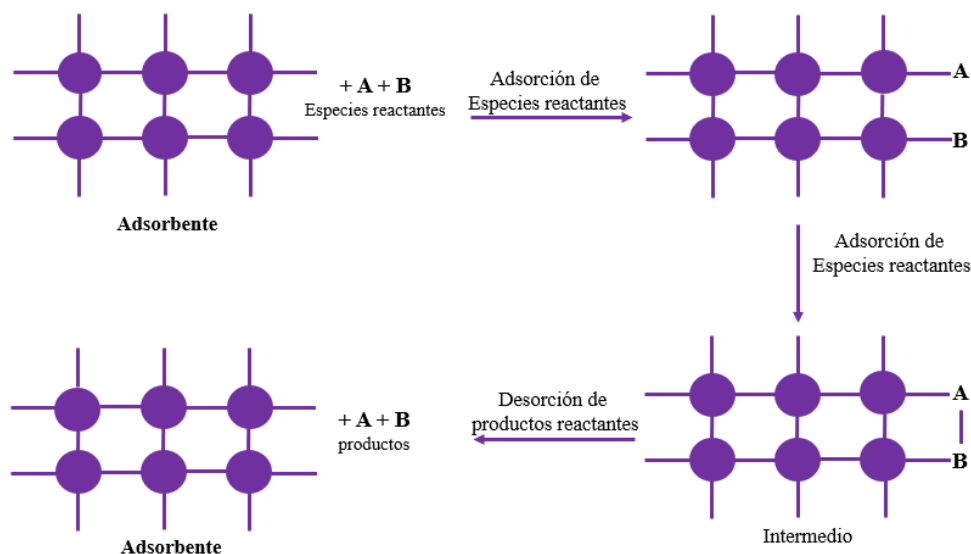 + A + B
Especies reactantes
Adsorbente
Adsorción de
Especies reactantes
A
B
Adsorción de
Especies reactantes
A
B
Intermedio
Desorción de
productos reactantes
+ A + B
productos
Adsorbente